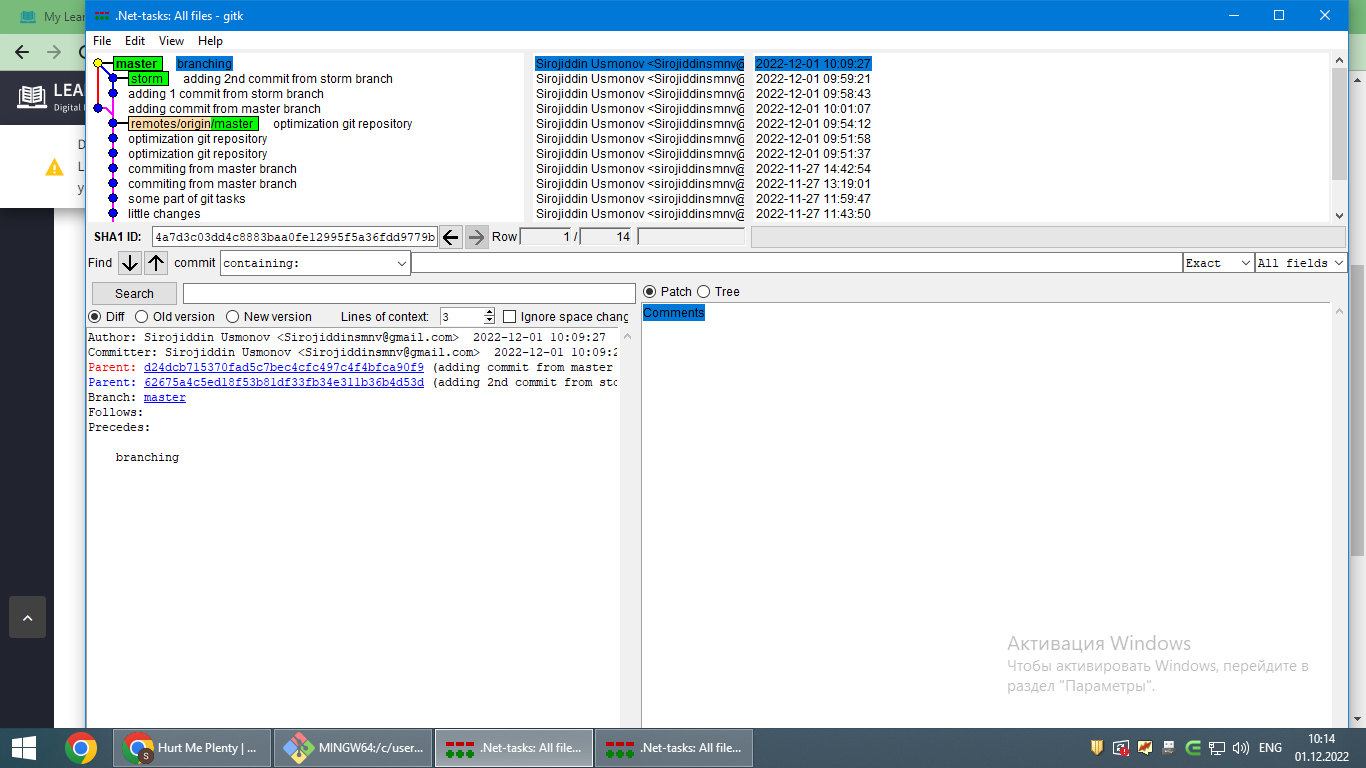 My Lear
.Net-tasks: All files - gitk
File Edit View Help
LEA
Digital
D
L
y
master branching Sirojiddin Usmonov <Sirojiddinsmnv@ 2022-12-01 10:09:27
storm adding 2nd commit from storm branch Sirojiddin Usmonov <Sirojiddinsmnv@ 2022-12-01 09:59:21
adding 1 commit from storm branch Sirojiddin Usmonov <Sirojiddinsmnv@ 2022-12-01 09:58:43
adding commit from master branch Sirojiddin Usmonov <Sirojiddinsmnv@ 2022-12-01 10:01:07
remotes/origin/master optimization git repository Sirojiddin Usmonov <Sirojiddinsmnv@ 2022-12-01 09:54:12
optimization git repository Sirojiddin Usmonov <Sirojiddinsmnv@ 2022-12-01 09:51:58
optimization git repository Sirojiddin Usmonov <Sirojiddinsmnv@ 2022-12-01 09:51:37
commiting from master branch Sirojiddin Usmonov <sirojiddinsmnv@ 2022-11-27 14:42:54
commiting from master branch Sirojiddin Usmonov <sirojiddinsmnv@ 2022-11-27 13:19:01
some part of git tasks Sirojiddin Usmonov <sirojiddinsmnv@ 2022-11-27 11:59:47
little changes Sirojiddin Usmonov <sirojiddinsmnv@ 2022-11-27 11:43:50
SHA1 ID: 4a7d3c03dd4c8883baa0fe12995f5a36fdd9779b Row 1 / 14
Find commit containing: Exact All fields
Search Patch Tree
Diff Old version New version Lines of context: 3 Ignore space chang
Comments
Author: Sirojiddin Usmonov <Sirojiddinsmnv@gmail.com> 2022-12-01 10:09:27
Committer: Sirojiddin Usmonov <Sirojiddinsmnv@gmail.com> 2022-12-01 10:09:2
Parent: d24dcb715370fad5c7bec4cfc497c4f4bfca90f9 (adding commit from master
Parent: 62675a4c5ed18f53b81df33fb34e311b36b4d53d (adding 2nd commit from sto
Branch: master
Follows:
Precedes:
branching
Активация Windows
Чтобы активировать Windows, перейдите в
раздел "Параметры".
Hurt Me Plenty | ... MINGW64:/c/user... .Net-tasks: All file... .Net-tasks: All file... ENG 10:14
01.12.2022